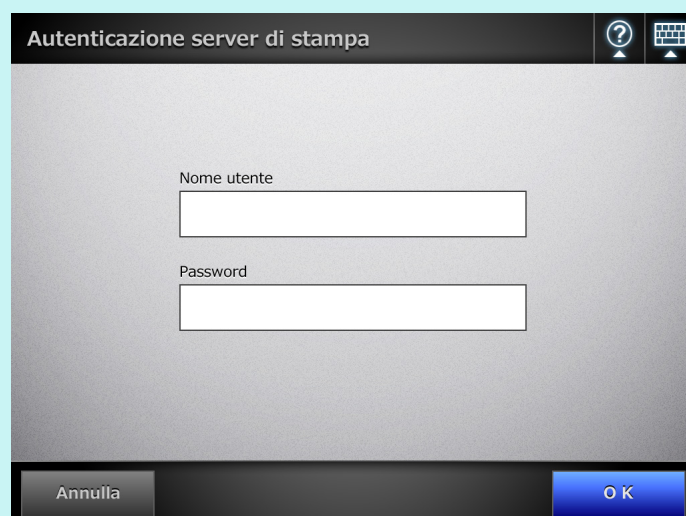 Autenticazione server di stampa
?
Nome utente
Password
Annulla
OK